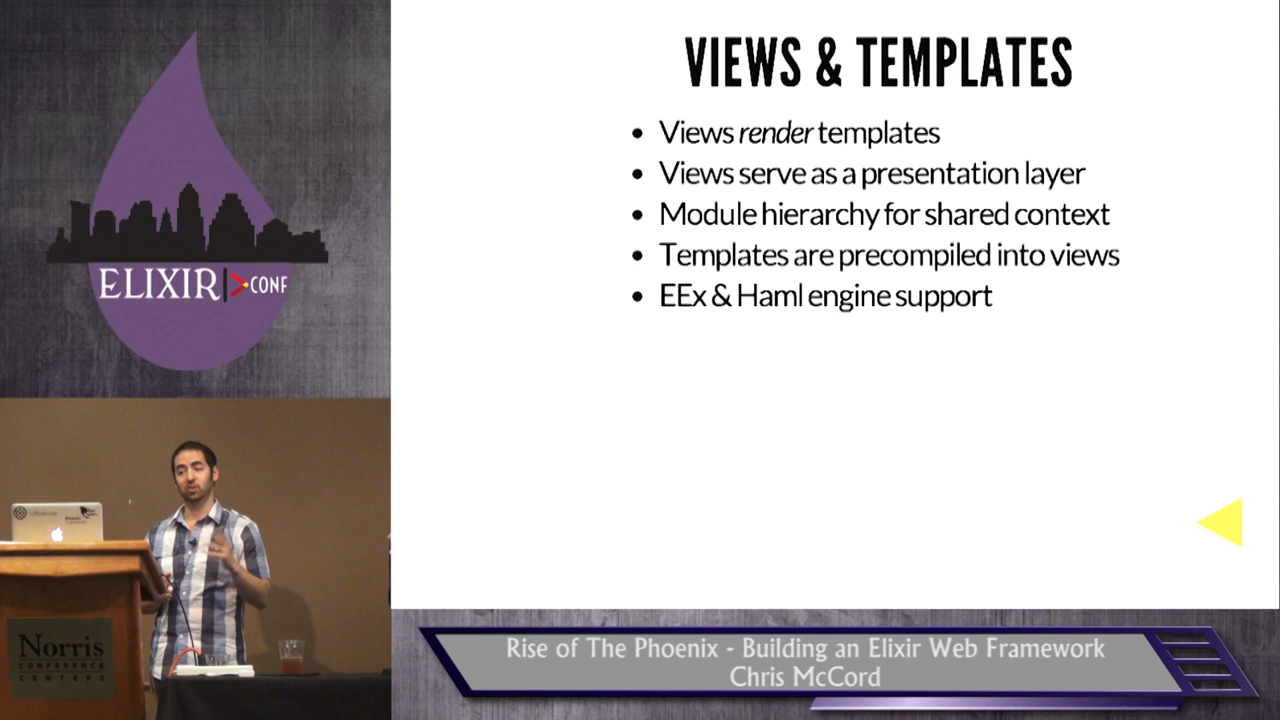 VIEWS & TEMPLATES
Views render templates
Views serve as a presentation layer
Module hierarchy for shared context
Templates are precompiled into views
EEx & Haml engine support
ELIXIR|>CONF
Norris
CONFERENCE
CENTERS
Rise of The Phoenix - Building an Elixir Web Framework
Chris McCord